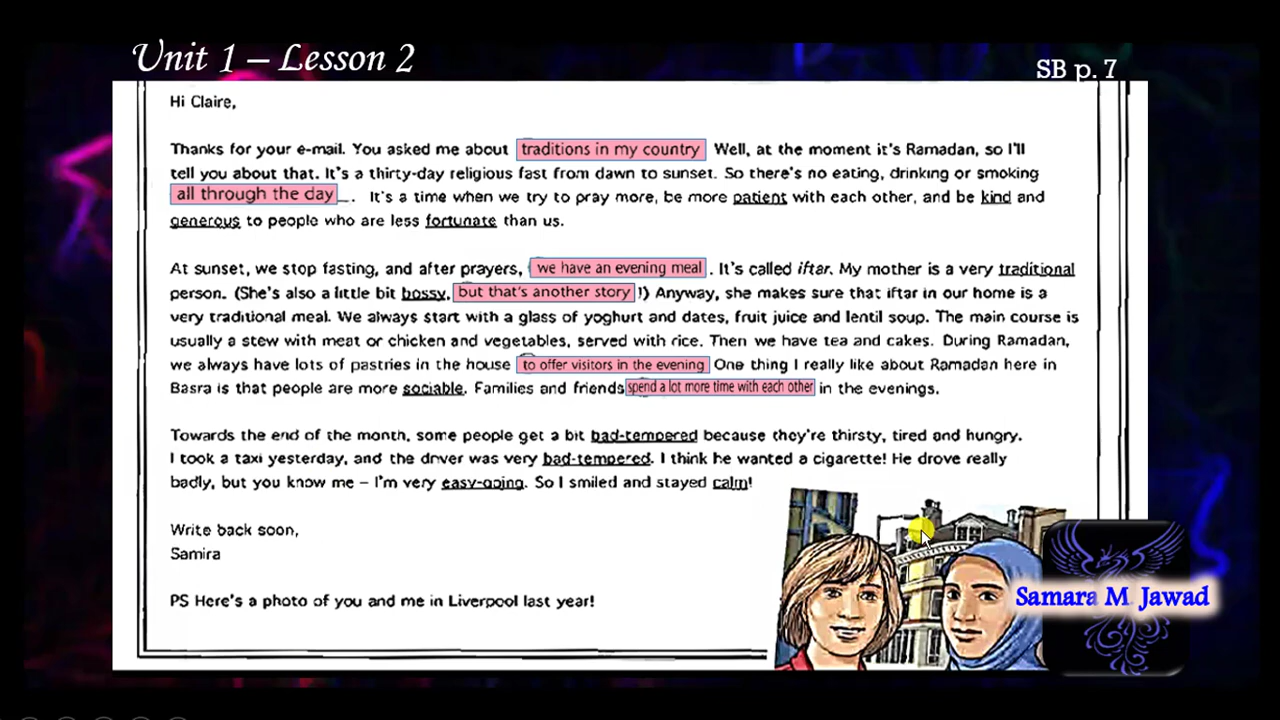 Unit 1 – Lesson 2
SB p. 7
Hi Claire,
Thanks for your e-mail. You asked me about traditions in my country Well, at the moment it's Ramadan, so I'll
tell you about that. It's a thirty-day religious fast from dawn to sunset. So there's no eating, drinking or smoking
all through the day . It's a time when we try to pray more, be more patient with each other, and be kind and
generous to people who are less fortunate than us.
At sunset, we stop fasting, and after prayers, we have an evening meal . It's called iftar. My mother is a very traditional
person. (She's also a little bit bossy, but that's another story !) Anyway, she makes sure that iftar in our home is a
very traditional meal. We always start with a glass of yoghurt and dates, fruit juice and lentil soup. The main course is
usually a stew with meat or chicken and vegetables, served with rice. Then we have tea and cakes. During Ramadan,
we always have lots of pastries in the house to offer visitors in the evening One thing I really like about Ramadan here in
Basra is that people are more sociable. Families and friends spend a lot more time with each other in the evenings.
Towards the end of the month, some people get a bit bad-tempered because they're thirsty, tired and hungry.
I took a taxi yesterday, and the driver was very bad-tempered. I think he wanted a cigarette! He drove really
badly, but you know me – I'm very easy-going. So I smiled and stayed calm!
Write back soon,
Samira
PS Here's a photo of you and me in Liverpool last year!
Samara M. Jawad